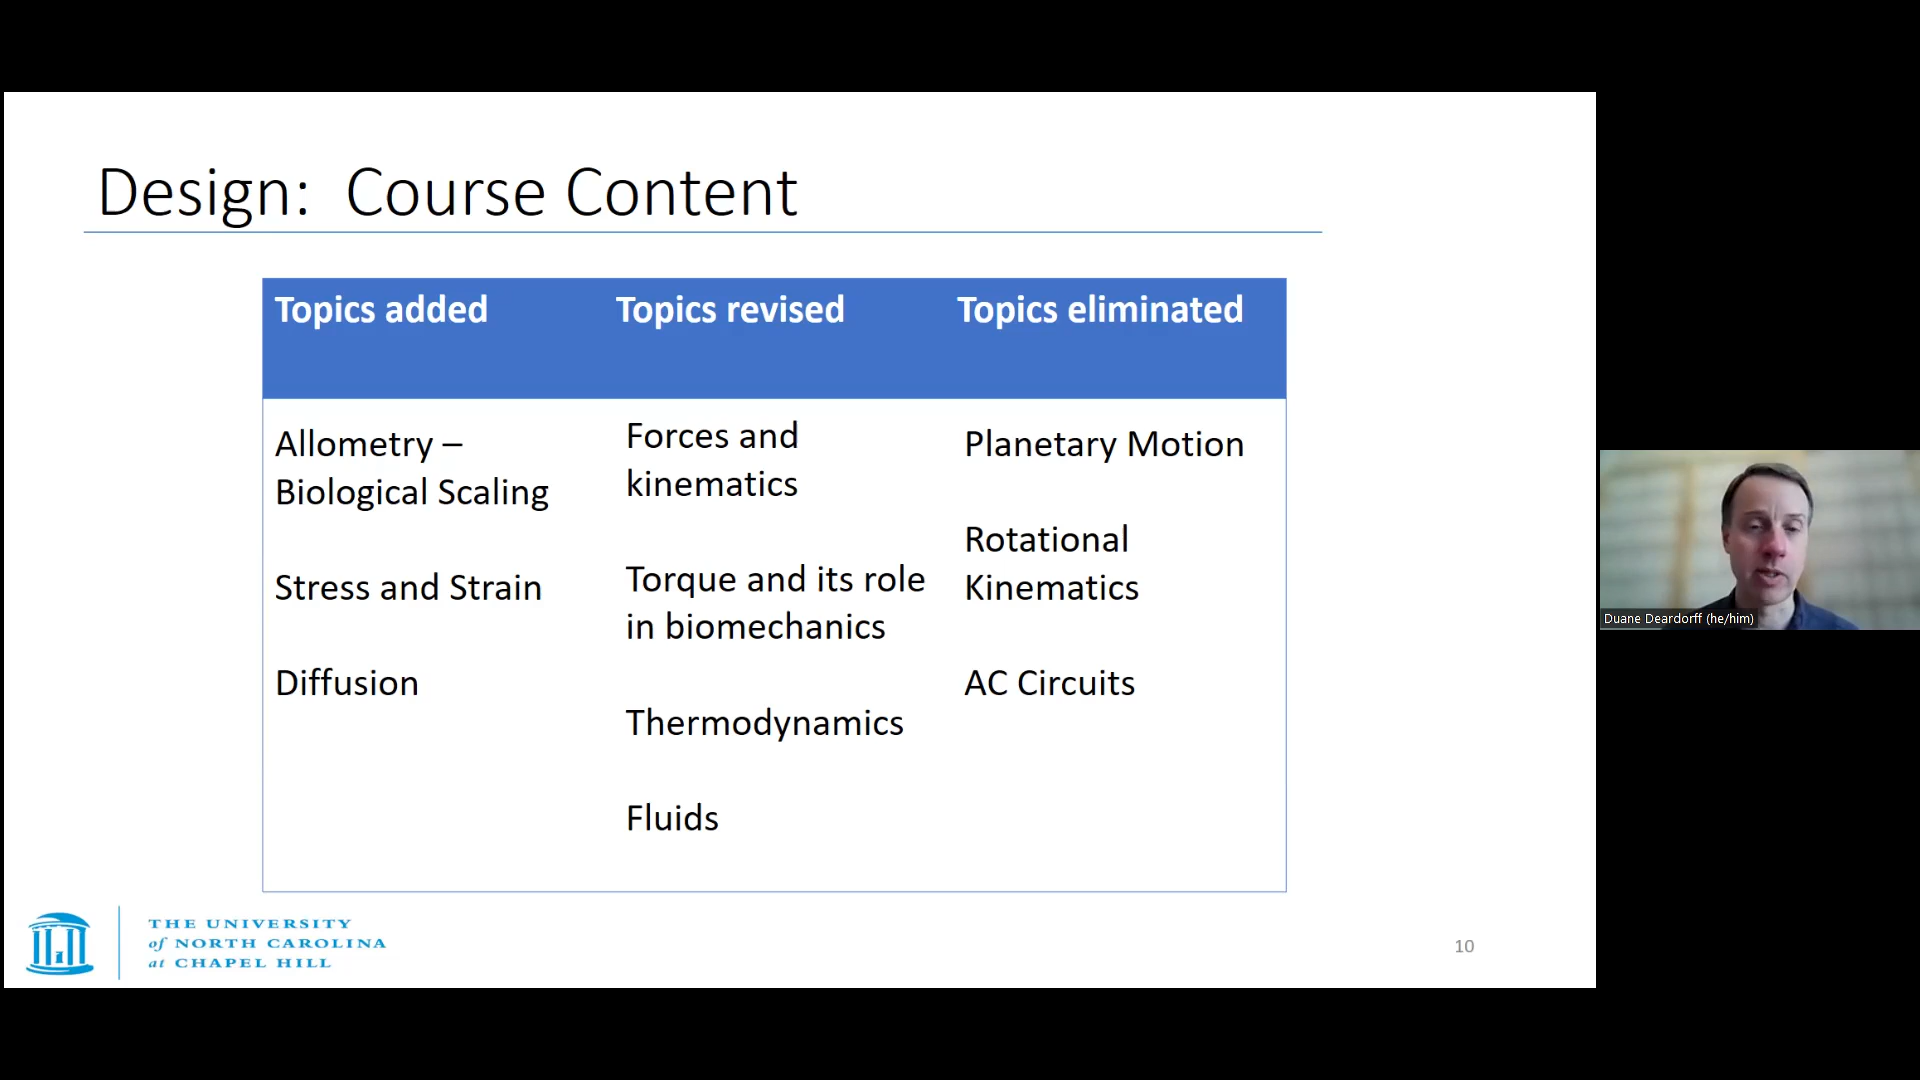 Design:  Course Content
Topics added
Topics revised
Topics eliminated
Allometry –
Biological Scaling
Stress and Strain
Diffusion
Forces and
kinematics
Torque and its role
in biomechanics
Thermodynamics
Fluids
Planetary Motion
Rotational
Kinematics
AC Circuits
THE UNIVERSITY
of NORTH CAROLINA
at CHAPEL HILL
10
Duane Deardorff (he/him)